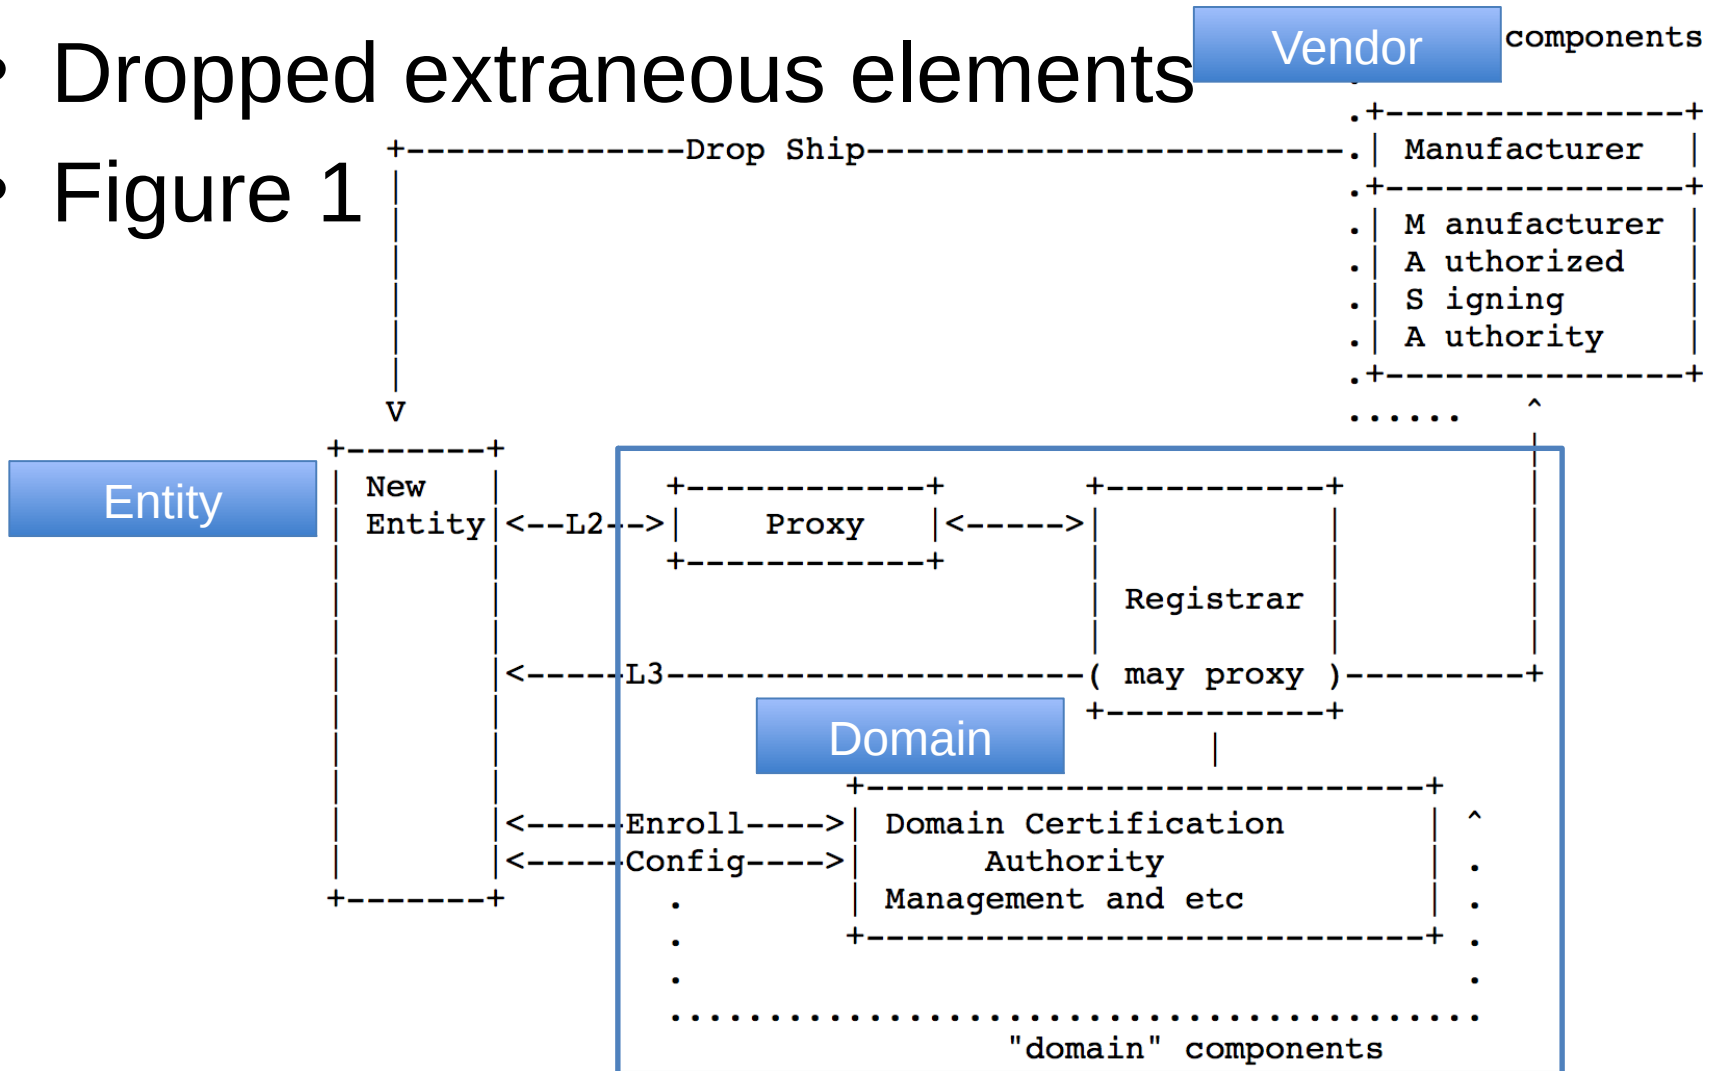 • Dropped extraneous elements
Vendor components
• Figure 1
.+---------------+
+--------------Drop Ship------------------------.| Manufacturer |
.+---------------+
.| M anufacturer |
.| A uthorized |
.| S igning |
.| A uthority |
.+---------------+
V ...... ^
+-------+
Entity
| New | +------------+ +-----------+ |
| Entity|<--L2-->| Proxy |<----->| | |
| | +------------+ | | |
| | | Registrar | |
| | | | |
| |<-----L3---------------------( may proxy )---------+
| | +-----------+
Domain
| | |
| | +----------------------------+
| |<-----Enroll---->| Domain Certification | ^
| |<-----Config---->| Authority | .
+-------+ . | Management and etc | .
. +----------------------------+ .
. .
.........................................
"domain" components